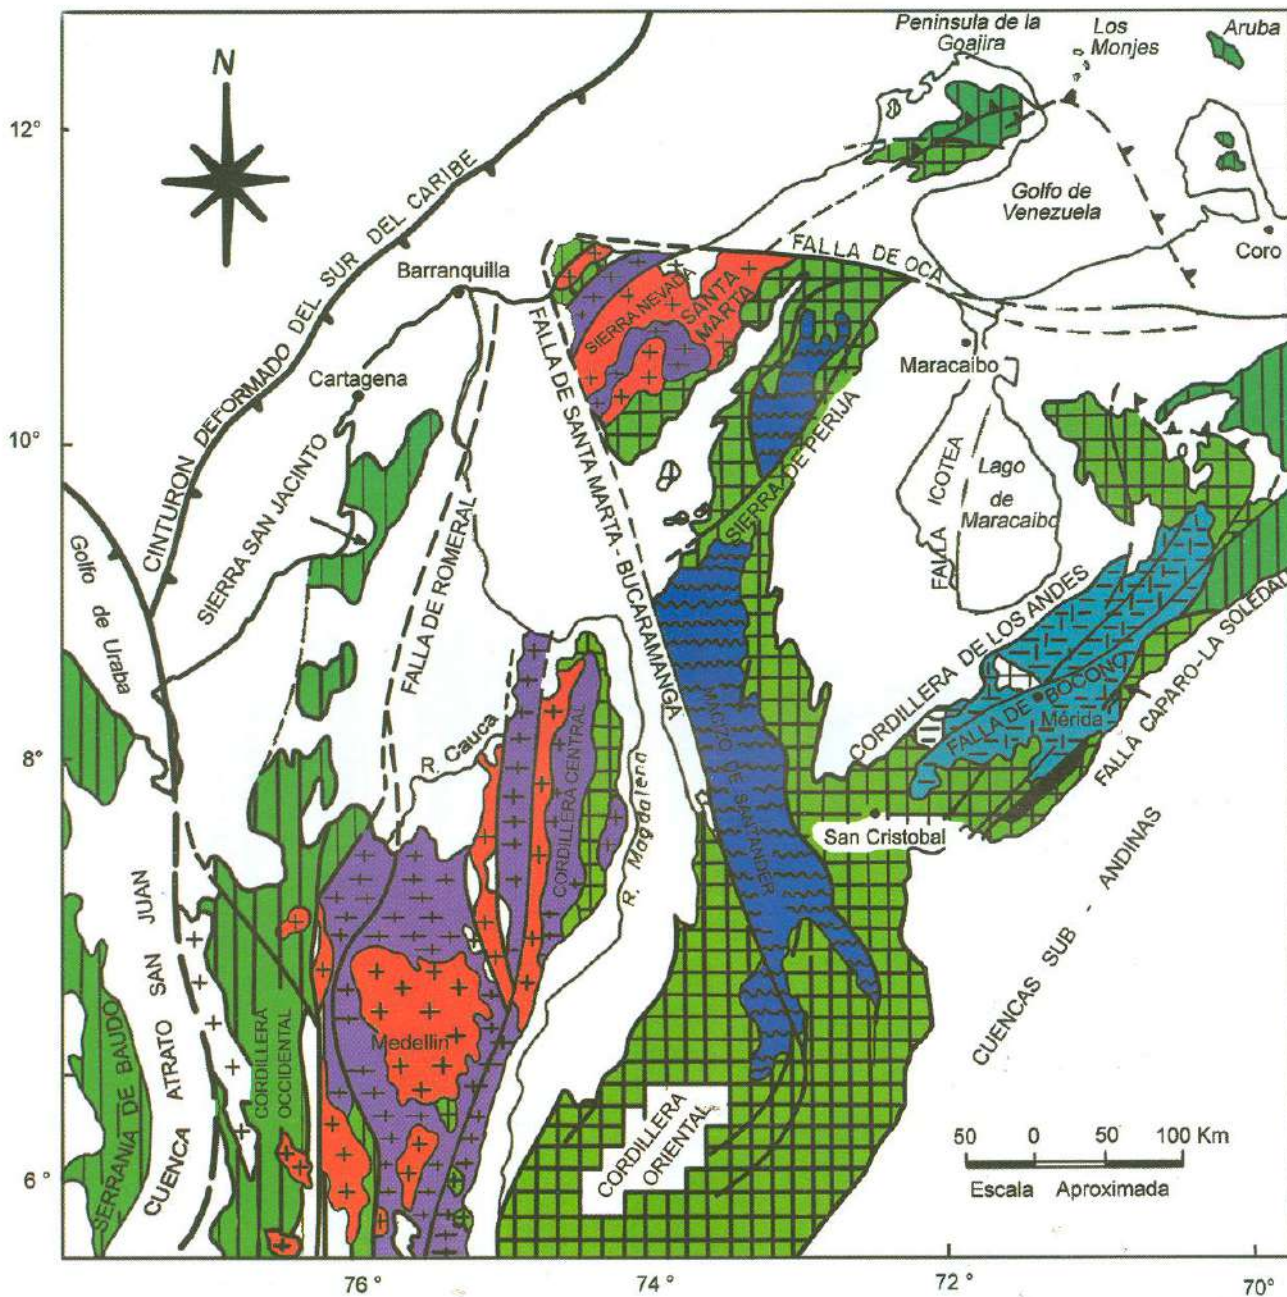 Peninsula de la
Goajira
Los
Monjes
Aruba
N
12°
Golfo de
Venezuela
Coro
CINTURON DEFORMADO DEL SUR DEL CARIBE
Barranquilla
FALLA DE OCA
SIERRA NEVADA
SANTA
MARTA
Maracaibo
Cartagena
FALLA DE SANTA MARTA - BUCARAMANGA
SIERRA DE PERIJA
10°
SIERRA SAN JACINTO
FALLA ICOTEA
Lago
de
Maracaibo
FALLA DE ROMERAL
Golfo
de
Uraba
CORDILLERA DE LOS ANDES
FALLA DE BOCONO
Mérida
FALLA CAPARO-LA SOLEDAD
8°
R. Cauca
CORDILLERA CENTRAL
R. Magdalena
MACIZO DE SANTANDER
San Cristobal
CUENCAS SUB - ANDINAS
CUENCA ATRATO SAN JUAN
SERRANIA DE BAUDO
CORDILLERA
OCCIDENTAL
Medellin
CORDILLERA
ORIENTAL
50 0 50 100 Km
Escala Aproximada
6°
76° 74° 72° 70°